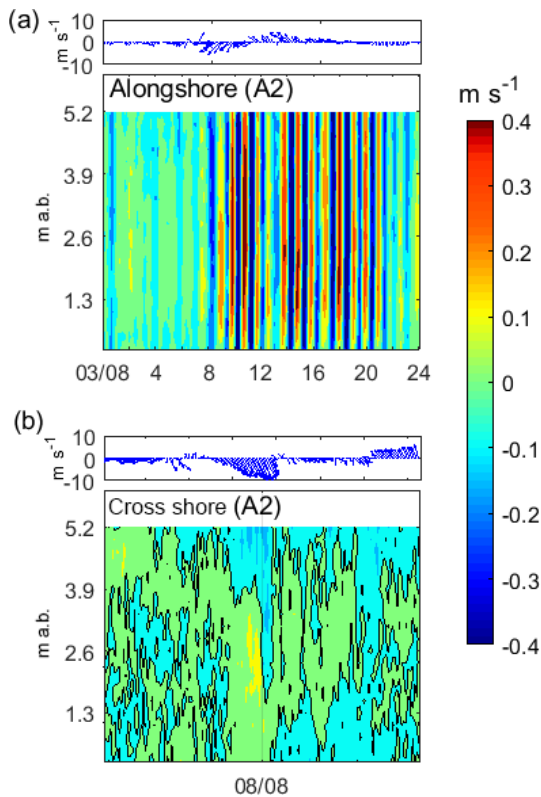 (a)
10
0
-10
m s⁻¹
Alongshore (A2)
m s⁻¹
5.2
3.9
2.6
1.3
m a.b.
03/08 4 8 12 16 20 24
0.4
0.3
0.2
0.1
0
-0.1
-0.2
-0.3
-0.4
(b)
10
0
-10
m s⁻¹
Cross shore (A2)
5.2
3.9
2.6
1.3
m a.b.
08/08